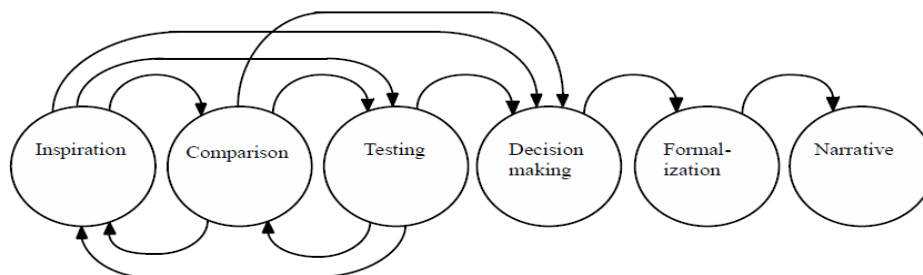 Inspiration
Comparison
Testing
Decision
making
Formal-
ization
Narrative